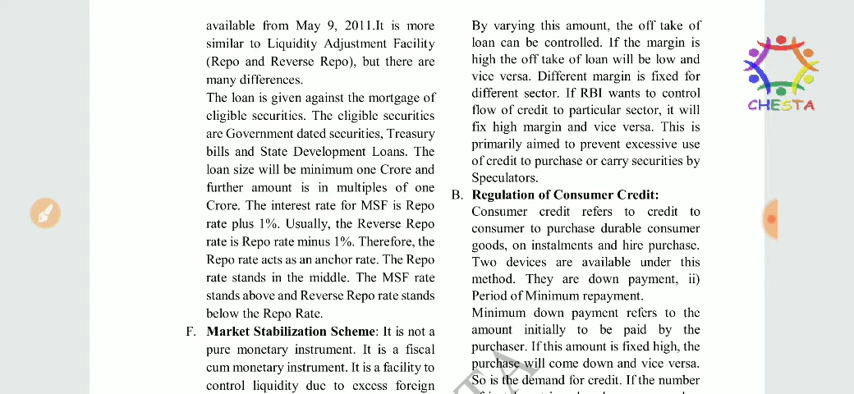 available from May 9, 2011.It is more
similar to Liquidity Adjustment Facility
(Repo and Reverse Repo), but there are
many differences.
The loan is given against the mortgage of
eligible securities. The eligible securities
are Government dated securities, Treasury
bills and State Development Loans. The
loan size will be minimum one Crore and
further amount is in multiples of one
Crore. The interest rate for MSF is Repo
rate plus 1%. Usually, the Reverse Repo
rate is Repo rate minus 1%. Therefore, the
Repo rate acts as an anchor rate. The Repo
rate stands in the middle. The MSF rate
stands above and Reverse Repo rate stands
below the Repo Rate.
F. Market Stabilization Scheme: It is not a
pure monetary instrument. It is a fiscal
cum monetary instrument. It is a facility to
control liquidity due to excess foreign
By varying this amount, the off take of
loan can be controlled. If the margin is
high the off take of loan will be low and
vice versa. Different margin is fixed for
different sector. If RBI wants to control
flow of credit to particular sector, it will
fix high margin and vice versa. This is
primarily aimed to prevent excessive use
of credit to purchase or carry securities by
Speculators.
B. Regulation of Consumer Credit:
Consumer credit refers to credit to
consumer to purchase durable consumer
goods, on instalments and hire purchase.
Two devices are available under this
method. They are down payment, ii)
Period of Minimum repayment.
Minimum down payment refers to the
amount initially to be paid by the
purchaser. If this amount is fixed high, the
purchase will come down and vice versa.
So is the demand for credit. If the number
CHESTA